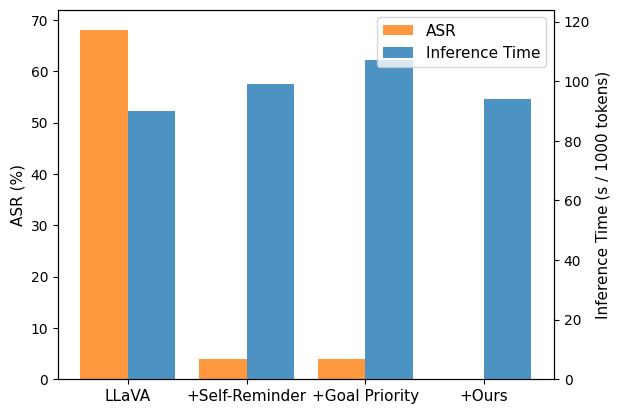 ASR
Inference Time
70
60
50
40
30
20
10
0
ASR (%)
120
100
80
60
40
20
0
Inference Time (s / 1000 tokens)
LLaVA
+Self-Reminder
+Goal Priority
+Ours